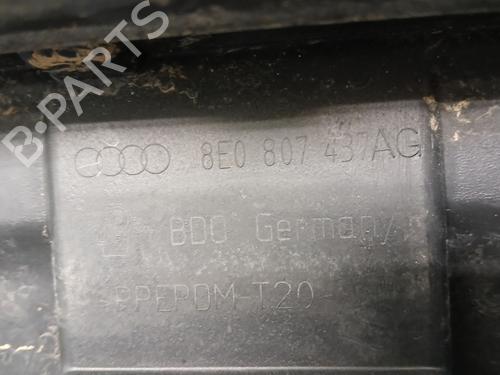 B-PARTS
8E0 807 437AG
BDO Germany
>PPEPDM-T20<